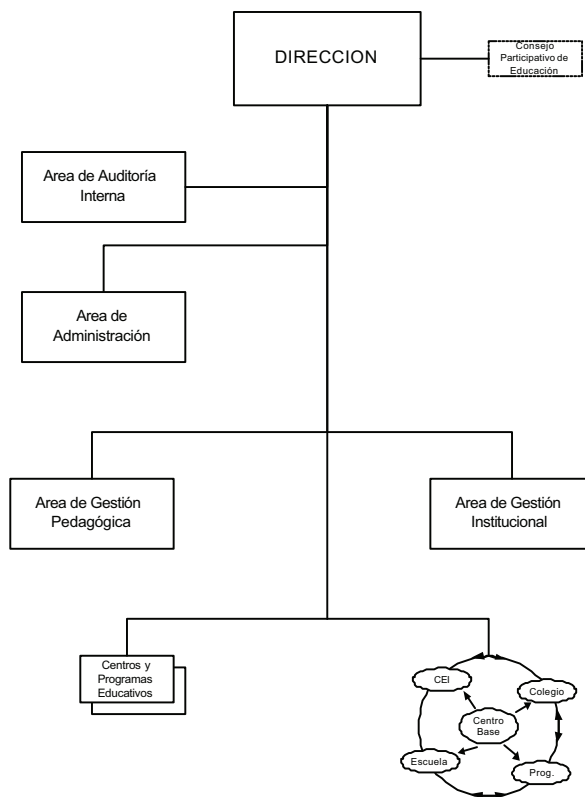 DIRECCION
Consejo
Participativo de
Educación
Area de Auditoría
Interna
Area de
Administración
Area de Gestión
Pedagógica
Area de Gestión
Institucional
Centros y
Programas
Educativos
CEI
Colegio
Centro
Base
Escuela
Prog.